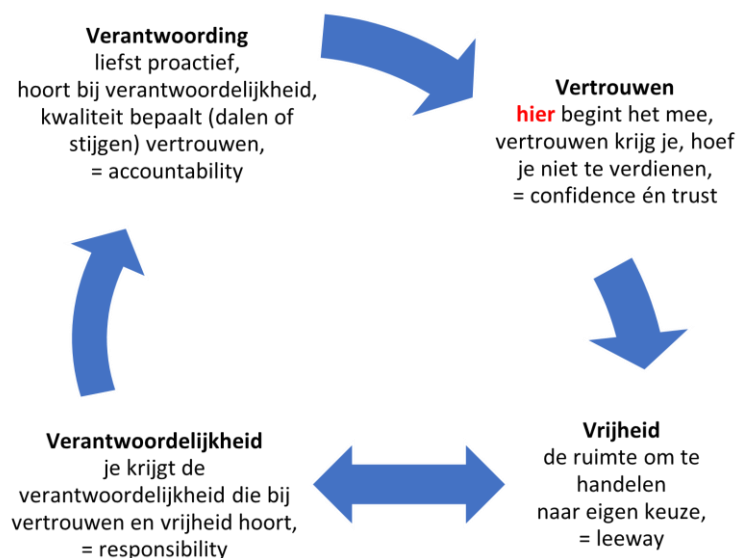 Verantwoording
liefst proactief,
hoort bij verantwoordelijkheid,
kwaliteit bepaalt (dalen of
stijgen) vertrouwen,
= accountability
Vertrouwen
hier begint het mee,
vertrouwen krijg je, hoef
je niet te verdienen,
= confidence én trust
Vrijheid
de ruimte om te
handelen
naar eigen keuze,
= leeway
Verantwoordelijkheid
je krijgt de
verantwoordelijkheid die bij
vertrouwen en vrijheid hoort,
= responsibility